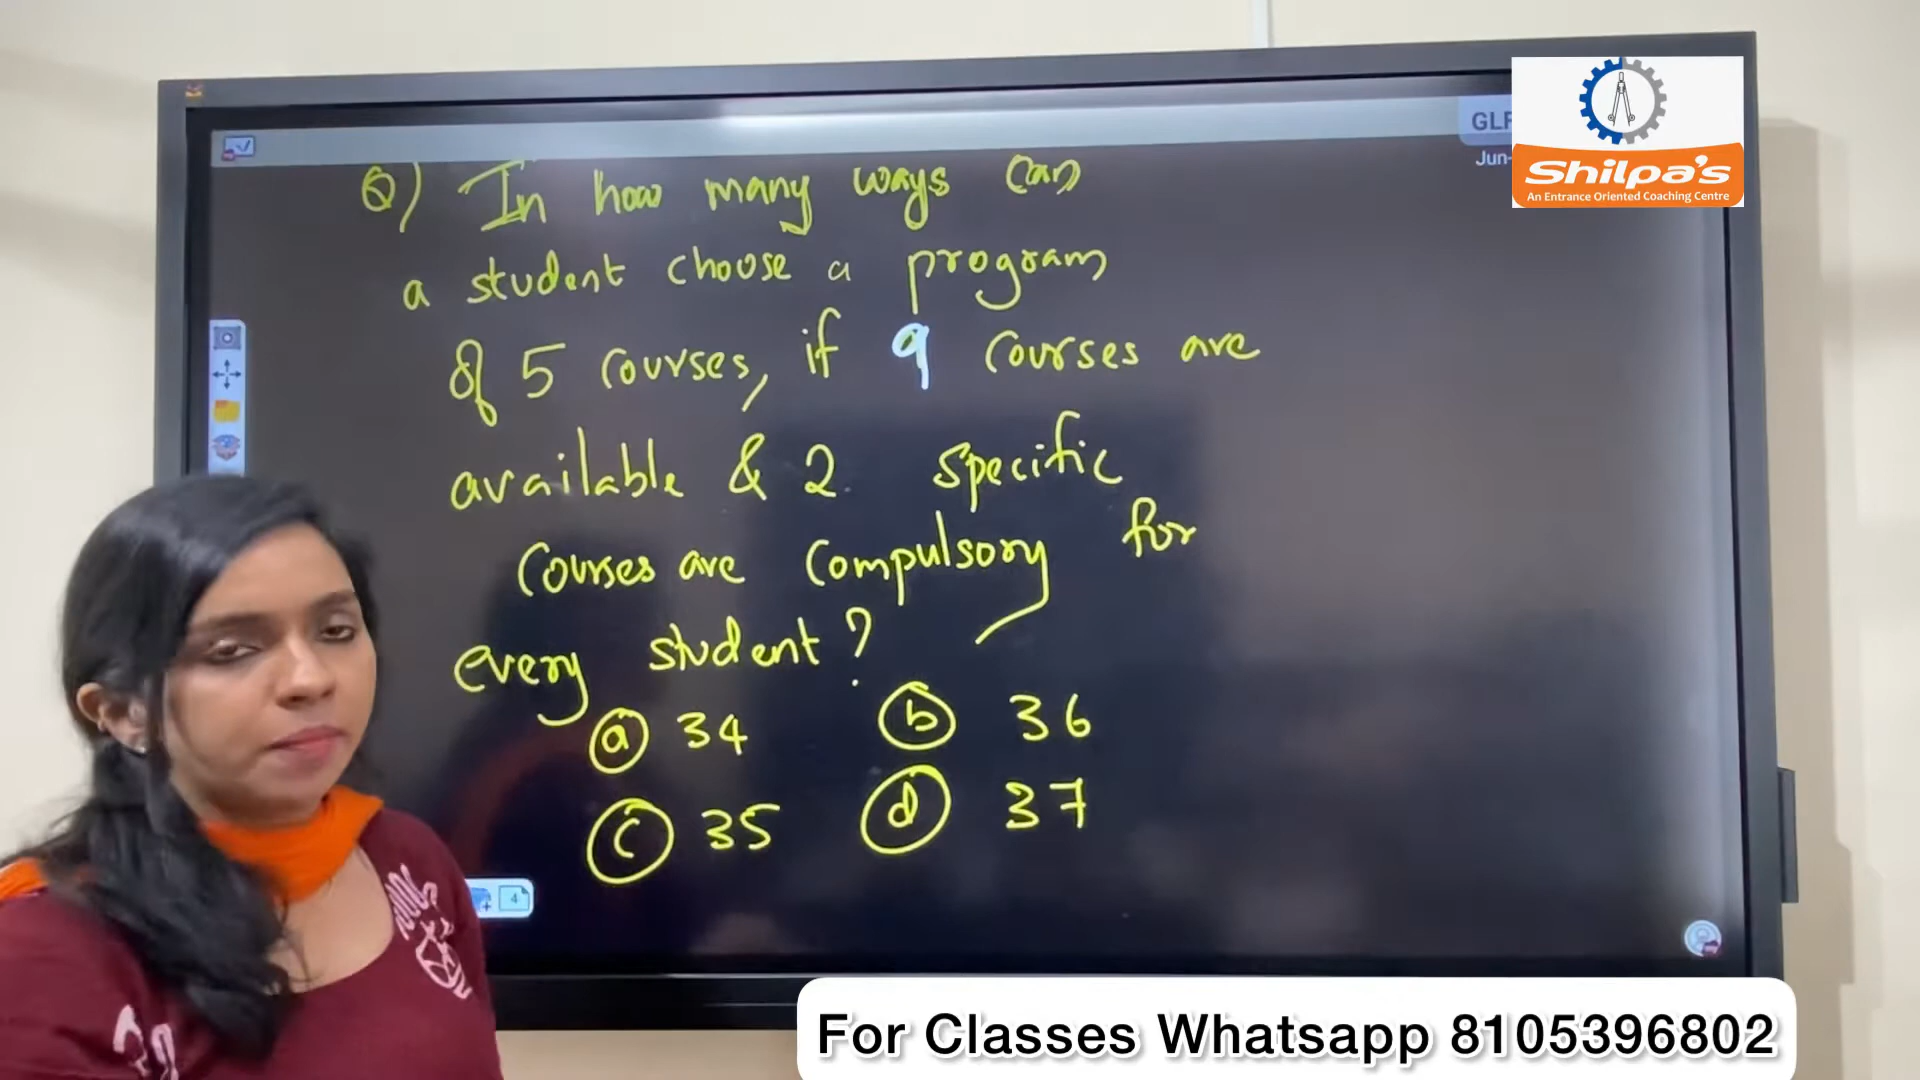 GLF
Jun-
Shilpa's
An Entrance Oriented Coaching Centre
Q) In how many ways can
a student choose a program
of 5 courses, if 9 courses are
available & 2 specific
courses are compulsory for
every student?
ⓐ 34 ⓑ 36
ⓒ 35 ⓓ 37
4
For Classes Whatsapp 8105396802